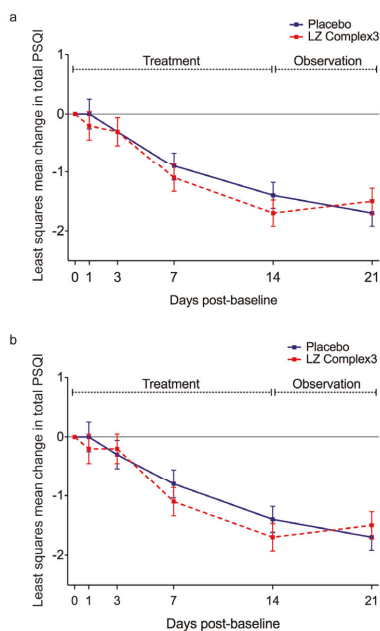 a
Placebo
LZ Complex3
Least squares mean change in total PSQI
1
0
-1
-2
Treatment
Observation
0 1 3 7 14 21
Days post-baseline
b
Placebo
LZ Complex3
Least squares mean change in total PSQI
1
0
-1
-2
Treatment
Observation
0 1 3 7 14 21
Days post-baseline